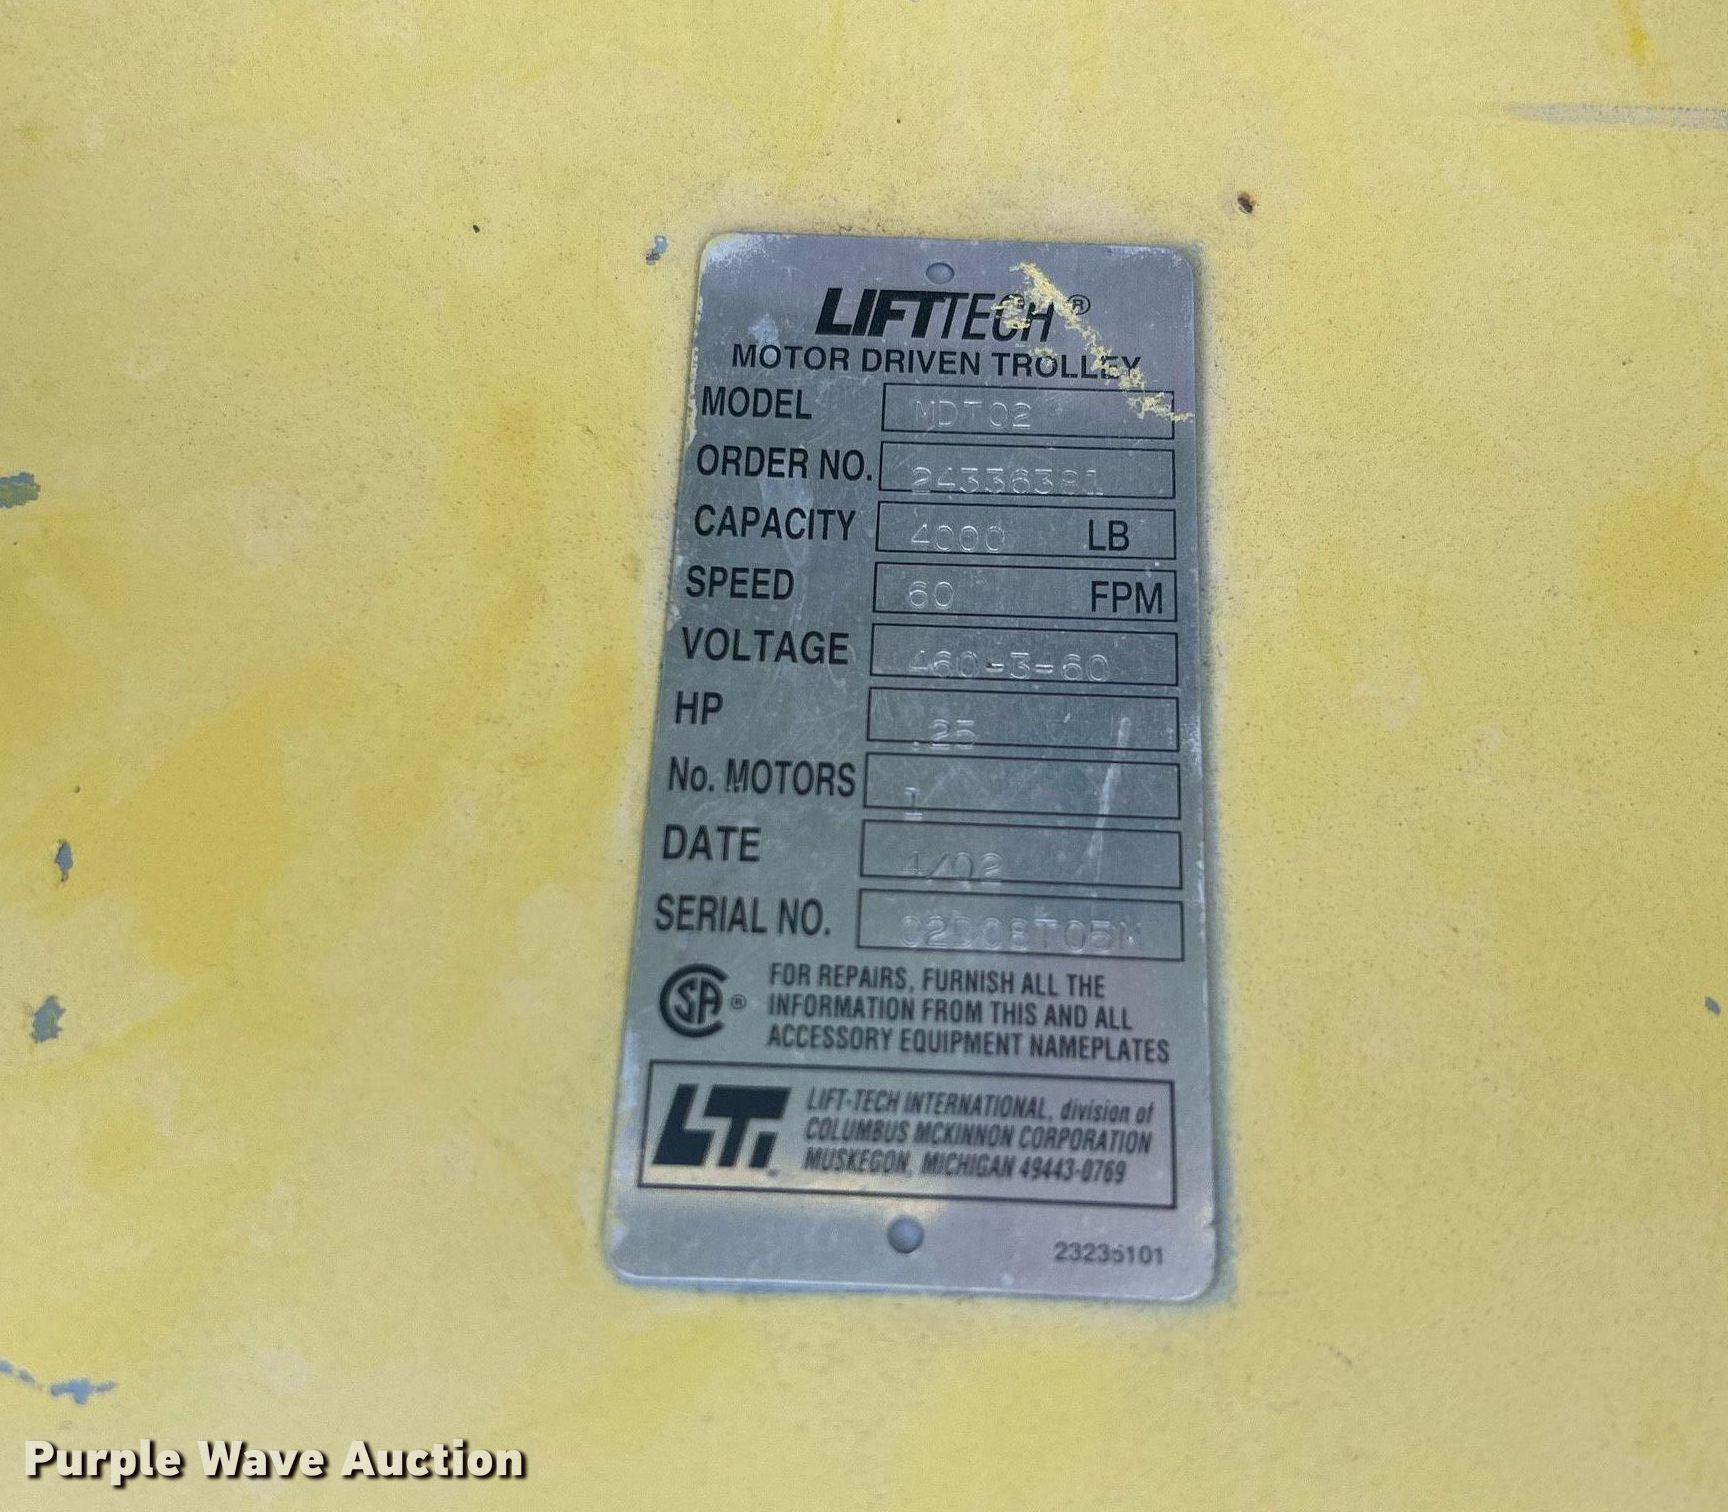 LIFTTECH®
MOTOR DRIVEN TROLLEY
MODEL MDT02
ORDER NO. 24336381
CAPACITY 4000 LB
SPEED 60 FPM
VOLTAGE 460-3-60
HP .25
No. MOTORS 1
DATE 4/02
SERIAL NO.
CSA® FOR REPAIRS, FURNISH ALL THE
INFORMATION FROM THIS AND ALL
ACCESSORY EQUIPMENT NAMEPLATES
LTI LIFT-TECH INTERNATIONAL, division of
COLUMBUS MCKINNON CORPORATION
MUSKEGON, MICHIGAN 49443-0769
23235101
Purple Wave Auction